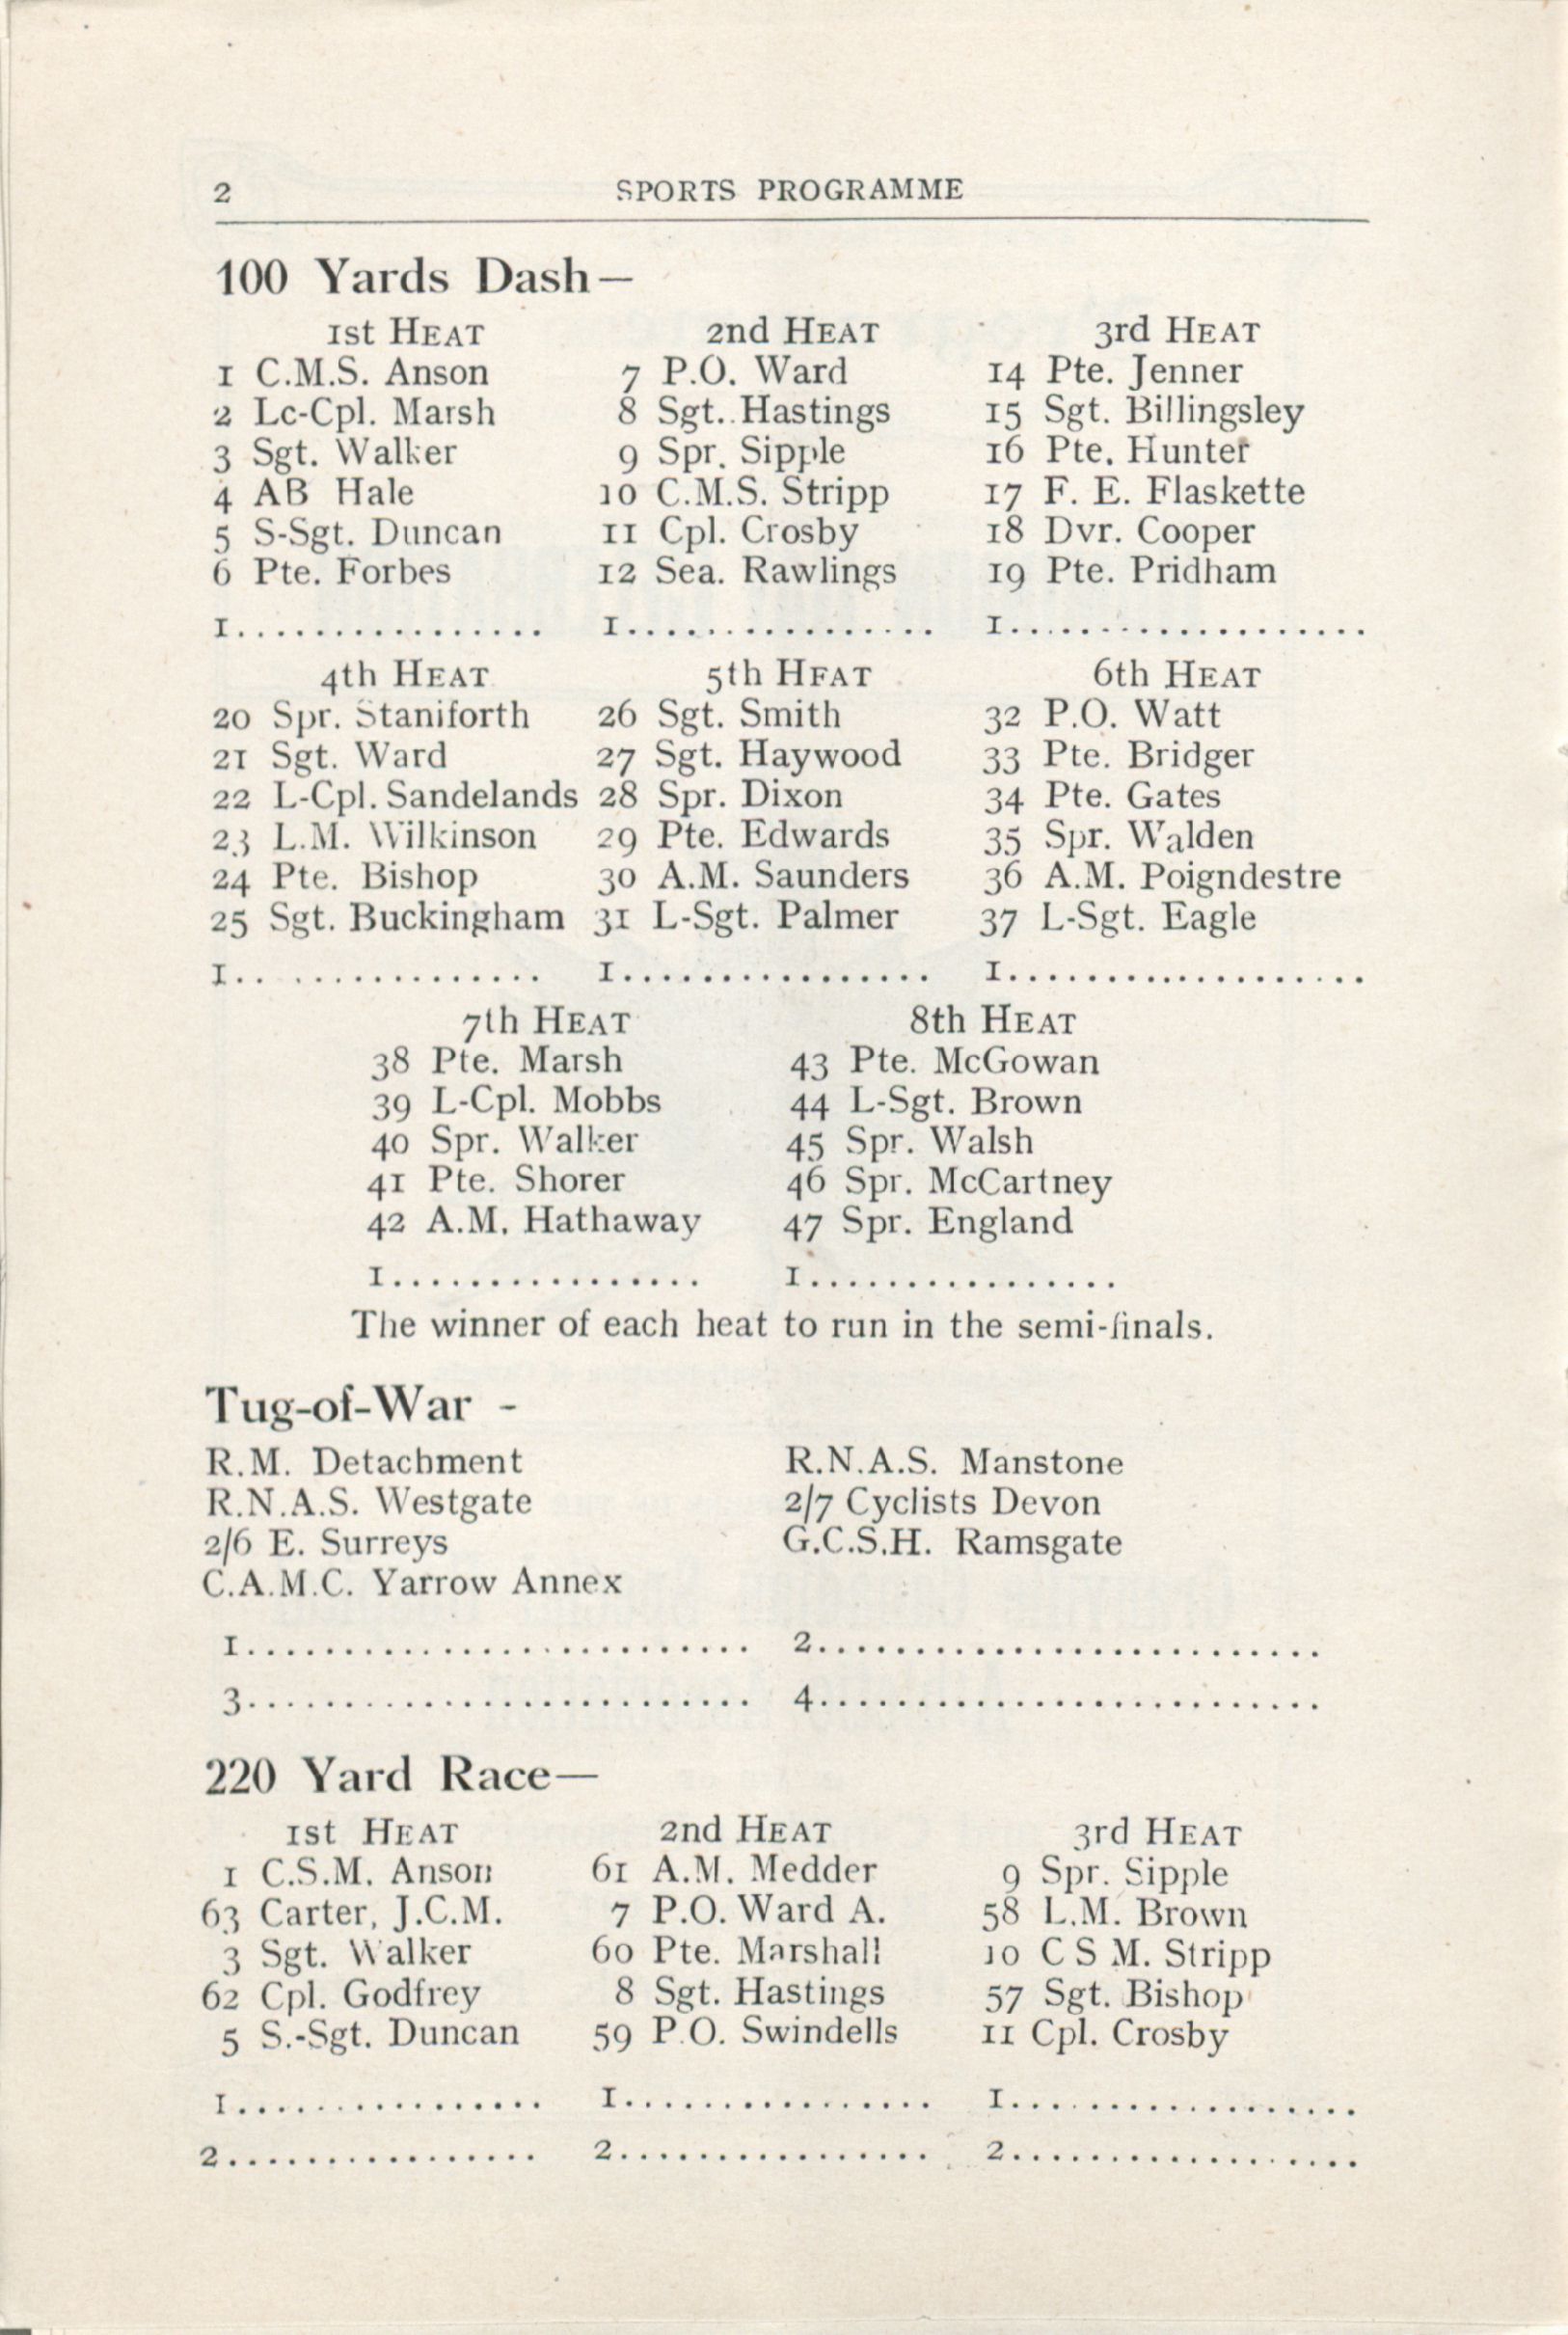 2 SPORTS PROGRAMME
100 Yards Dash—
1st HEAT 2nd HEAT 3rd HEAT
1 C.M.S. Anson 7 P.O. Ward 14 Pte. Jenner
2 Lc-Cpl. Marsh 8 Sgt. Hastings 15 Sgt. Billingsley
3 Sgt. Walker 9 Spr. Sipple 16 Pte. Hunter
4 AB Hale 10 C.M.S. Stripp 17 F. E. Flaskette
5 S-Sgt. Duncan 11 Cpl. Crosby 18 Dvr. Cooper
6 Pte. Forbes 12 Sea. Rawlings 19 Pte. Pridham
1................ 1................ 1..................
4th HEAT 5th HEAT 6th HEAT
20 Spr. Staniforth 26 Sgt. Smith 32 P.O. Watt
21 Sgt. Ward 27 Sgt. Haywood 33 Pte. Bridger
22 L-Cpl. Sandelands 28 Spr. Dixon 34 Pte. Gates
23 L.M. Wilkinson 29 Pte. Edwards 35 Spr. Walden
24 Pte. Bishop 30 A.M. Saunders 36 A.M. Poigndestre
25 Sgt. Buckingham 31 L-Sgt. Palmer 37 L-Sgt. Eagle
1................ 1................ 1..................
7th HEAT 8th HEAT
38 Pte. Marsh 43 Pte. McGowan
39 L-Cpl. Mobbs 44 L-Sgt. Brown
40 Spr. Walker 45 Spr. Walsh
41 Pte. Shorer 46 Spr. McCartney
42 A.M. Hathaway 47 Spr. England
1................ 1................
The winner of each heat to run in the semi-finals.
Tug-of-War -
R.M. Detachment R.N.A.S. Manstone
R.N.A.S. Westgate 2/7 Cyclists Devon
2/6 E. Surreys G.C.S.H. Ramsgate
C.A.M.C. Yarrow Annex
1.......................... 2..........................
3.......................... 4..........................
220 Yard Race—
1st HEAT 2nd HEAT 3rd HEAT
1 C.S.M. Anson 61 A.M. Medder 9 Spr. Sipple
63 Carter, J.C.M. 7 P.O. Ward A. 58 L.M. Brown
3 Sgt. Walker 60 Pte. Marshall 10 C S M. Stripp
62 Cpl. Godfrey 8 Sgt. Hastings 57 Sgt. Bishop
5 S.-Sgt. Duncan 59 P.O. Swindells 11 Cpl. Crosby
1................ 1................ 1..................
2................ 2................ 2..................